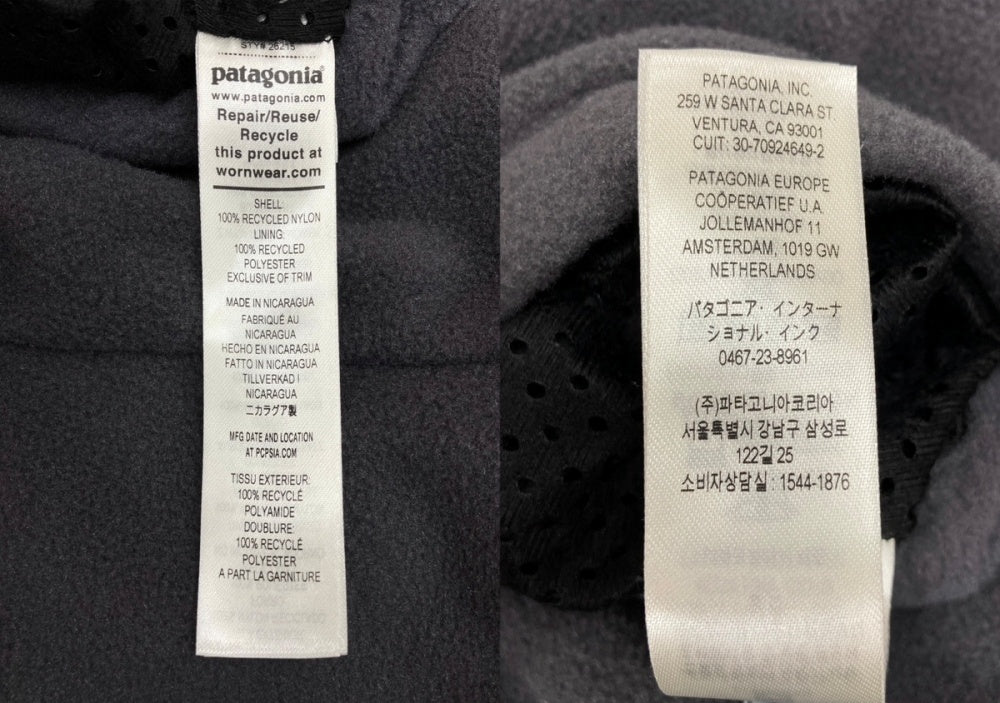 STY# 26215
patagonia®
www.patagonia.com
Repair/Reuse/
Recycle
this product at
wornwear.com
SHELL:
100% RECYCLED NYLON
LINING:
100% RECYCLED
POLYESTER
EXCLUSIVE OF TRIM
MADE IN NICARAGUA
FABRIQUÉ AU
NICARAGUA
HECHO EN NICARAGUA
FATTO IN NICARAGUA
TILLVERKAD I
NICARAGUA
ニカラグア製
MFG DATE AND LOCATION
AT PCPSIA.COM
TISSU EXTERIEUR:
100% RECYCLÉ
POLYAMIDE
DOUBLURE:
100% RECYCLÉ
POLYESTER
A PART LA GARNITURE
PATAGONIA, INC.
259 W SANTA CLARA ST
VENTURA, CA 93001
CUIT: 30-70924649-2
PATAGONIA EUROPE
COÖPERATIEF U.A.
JOLLEMANHOF 11
AMSTERDAM, 1019 GW
NETHERLANDS
パタゴニア・インターナ
ショナル・インク
0467-23-8961
(주)파타고니아코리아
서울특별시 강남구 삼성로
122길 25
소비자상담실 : 1544-1876